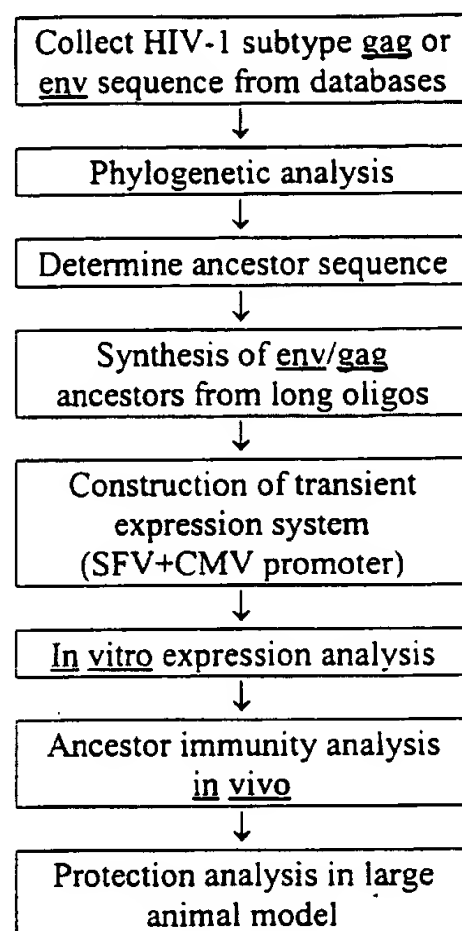 Collect HIV-1 subtype gag or
env sequence from databases
↓
Phylogenetic analysis
↓
Determine ancestor sequence
↓
Synthesis of env/gag
ancestors from long oligos
↓
Construction of transient
expression system
(SFV+CMV promoter)
↓
In vitro expression analysis
↓
Ancestor immunity analysis
in vivo
↓
Protection analysis in large
animal model